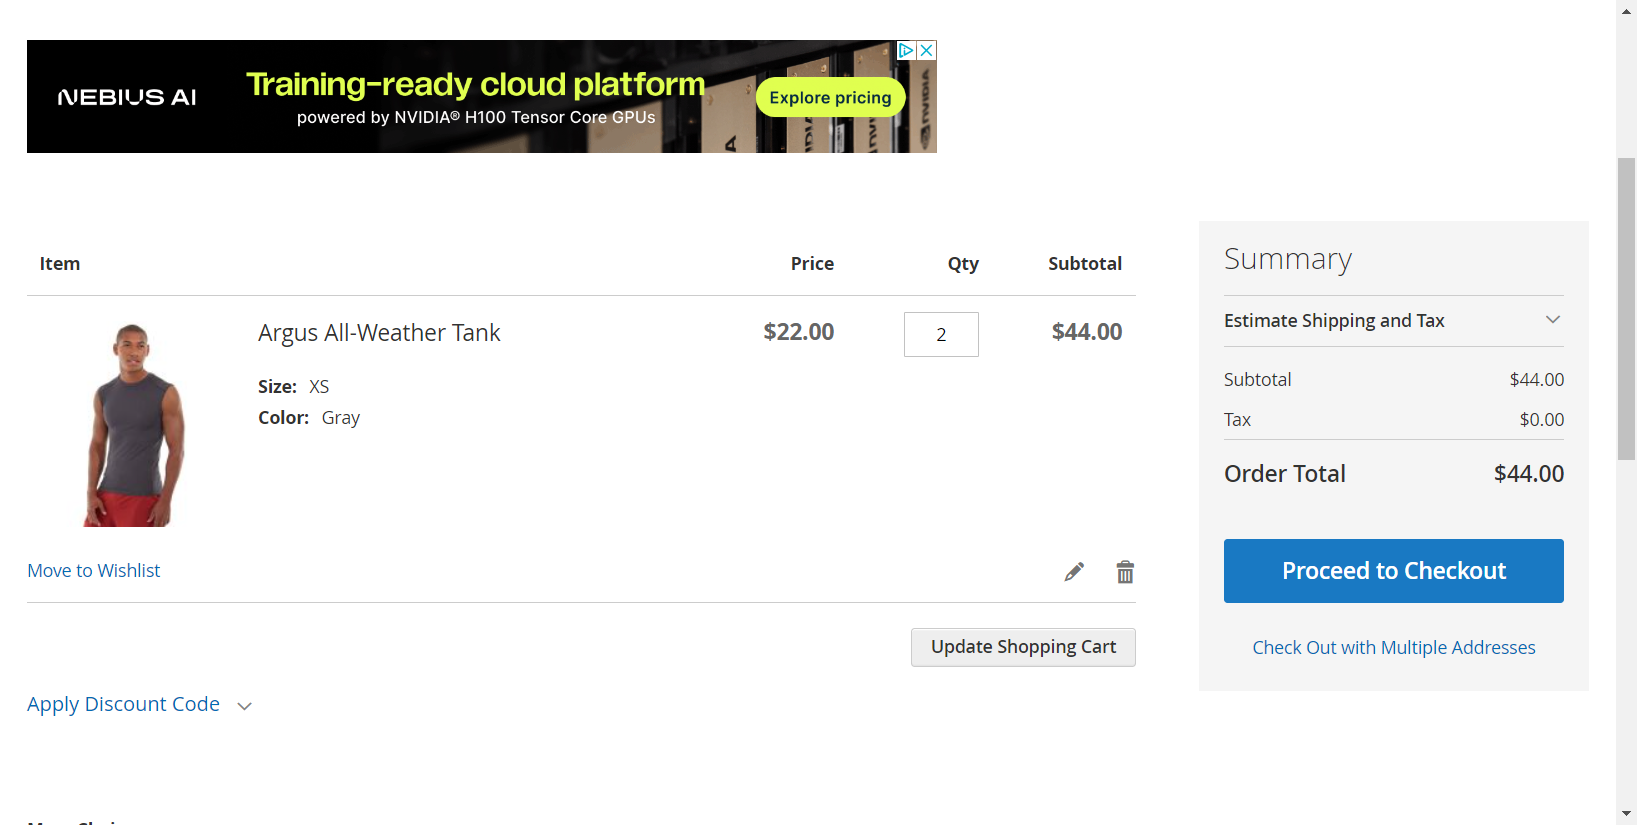 NEBIUS AI
Training-ready cloud platform
powered by NVIDIA® H100 Tensor Core GPUs
Explore pricing
NVIDIA
Item Price Qty Subtotal
Argus All-Weather Tank $22.00 2 $44.00
Size: XS
Color: Gray
Move to Wishlist
Update Shopping Cart
Apply Discount Code
Summary
Estimate Shipping and Tax
Subtotal $44.00
Tax $0.00
Order Total $44.00
Proceed to Checkout
Check Out with Multiple Addresses